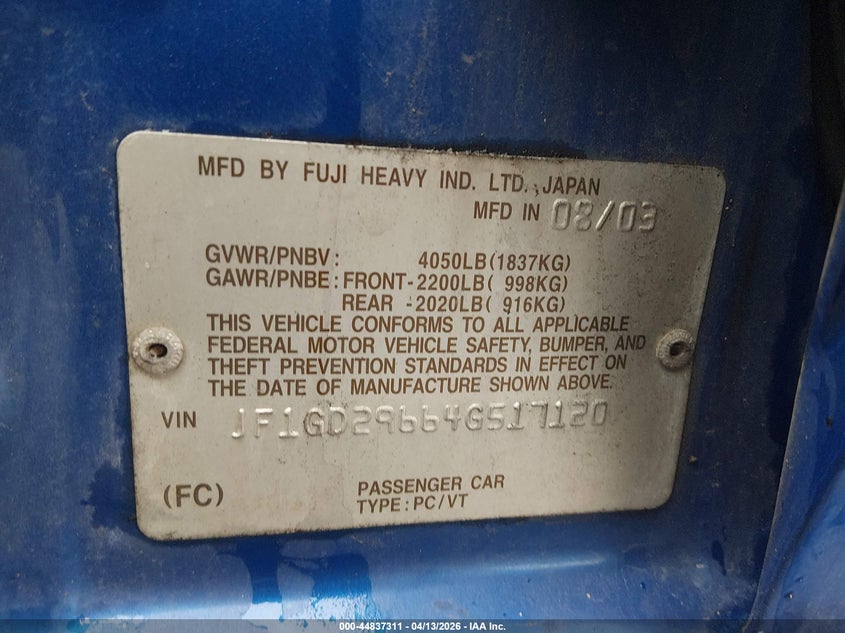 MFD BY FUJI HEAVY IND. LTD., JAPAN
MFD IN 08/03
GVWR/PNBV: 4050LB(1837KG)
GAWR/PNBE: FRONT-2200LB( 998KG)
REAR -2020LB( 916KG)
THIS VEHICLE CONFORMS TO ALL APPLICABLE
FEDERAL MOTOR VEHICLE SAFETY, BUMPER, AND
THEFT PREVENTION STANDARDS IN EFFECT ON
THE DATE OF MANUFACTURE SHOWN ABOVE.
VIN JF1GD29664G517120
(FC) PASSENGER CAR
TYPE: PC/VT
000-44837311 - 04/13/2026 - IAA Inc.